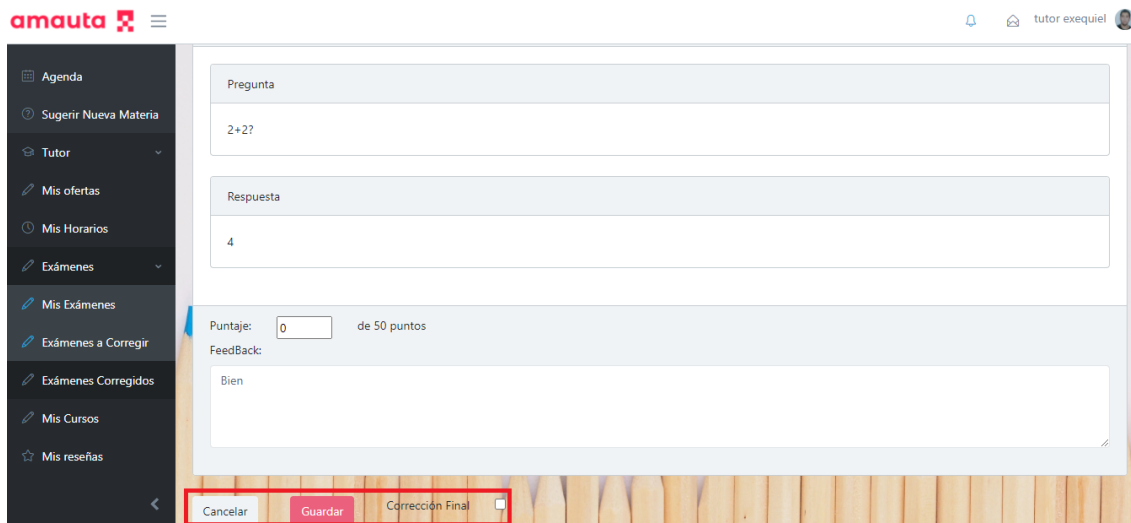 amauta
tutor exequiel
Agenda
Sugerir Nueva Materia
Tutor
Mis ofertas
Mis Horarios
Exámenes
Mis Exámenes
Exámenes a Corregir
Exámenes Corregidos
Mis Cursos
Mis reseñas
Pregunta
2+2?
Respuesta
4
Puntaje: 0 de 50 puntos
FeedBack:
Bien
Cancelar Guardar Corrección Final